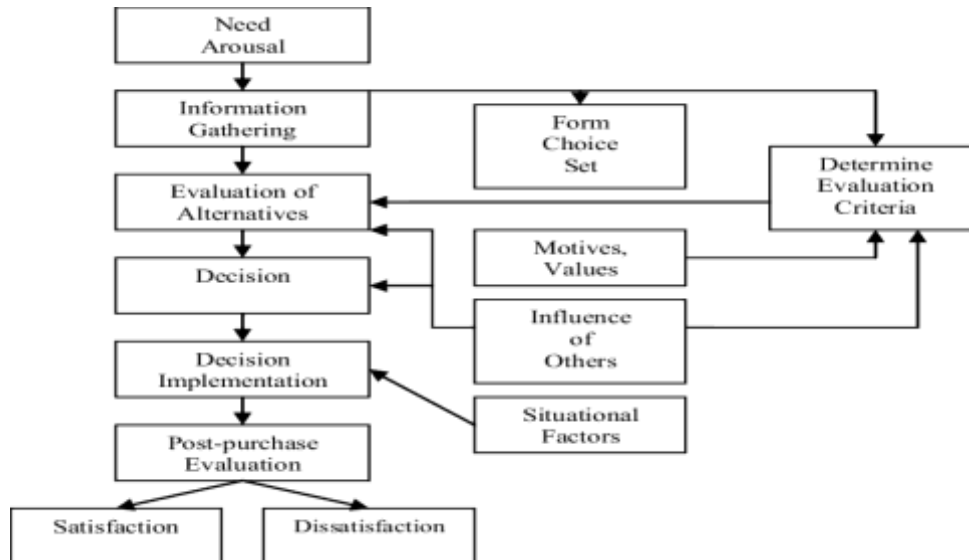 Need
Arousal
Information
Gathering
Form
Choice
Set
Determine
Evaluation
Criteria
Evaluation of
Alternatives
Motives,
Values
Decision
Influence
of
Others
Decision
Implementation
Situational
Factors
Post-purchase
Evaluation
Satisfaction
Dissatisfaction